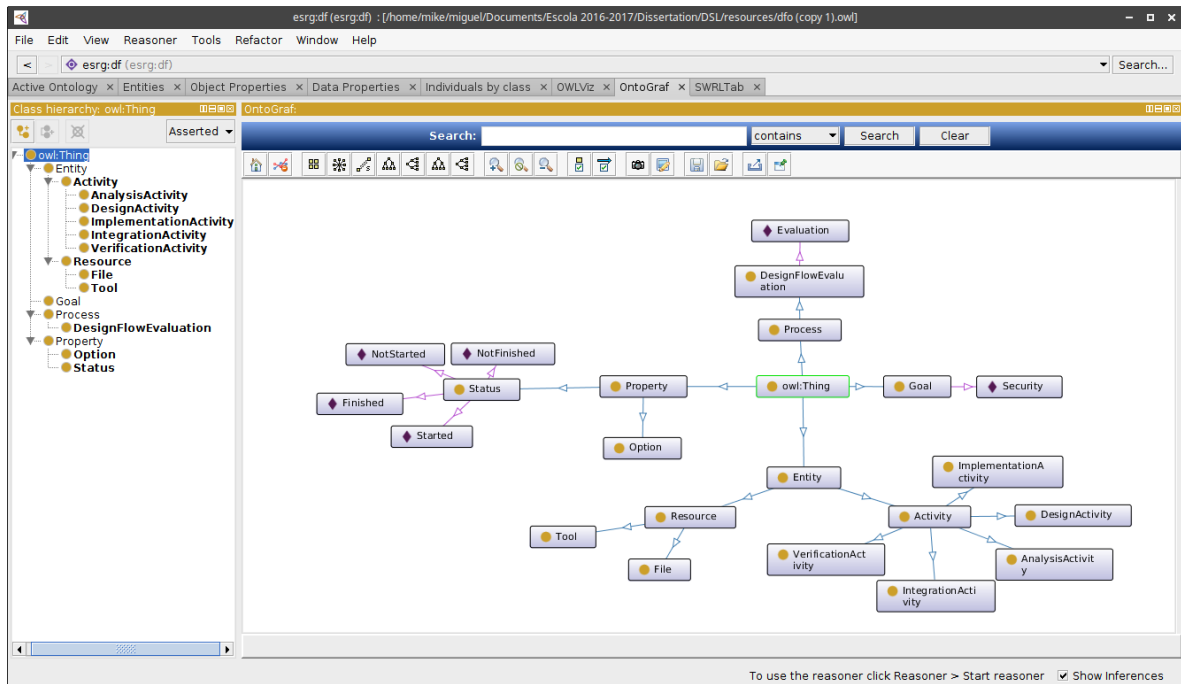 esrg:df (esrg:df) : [/home/mike/miguel/Documents/Escola 2016-2017/Dissertation/DSL/resources/dfo (copy 1).owl]
File Edit View Reasoner Tools Refactor Window Help
< > esrg:df (esrg:df) Search...
Active Ontology × Entities × Object Properties × Data Properties × Individuals by class × OWLViz × OntoGraf × SWRLTab ×
Class hierarchy: owl:Thing
Asserted
owl:Thing
Entity
Activity
AnalysisActivity
DesignActivity
ImplementationActivity
IntegrationActivity
VerificationActivity
Resource
File
Tool
Goal
Process
DesignFlowEvaluation
Property
Option
Status
OntoGraf:
Search: contains Search Clear
Evaluation
DesignFlowEvalu
ation
Process
NotStarted
NotFinished
Status
Property
owl:Thing
Goal
Security
Finished
Started
Option
Entity
ImplementationA
ctivity
Resource
Activity
DesignActivity
Tool
File
VerificationAct
ivity
AnalysisActivit
y
IntegrationActi
vity
To use the reasoner click Reasoner > Start reasoner Show Inferences